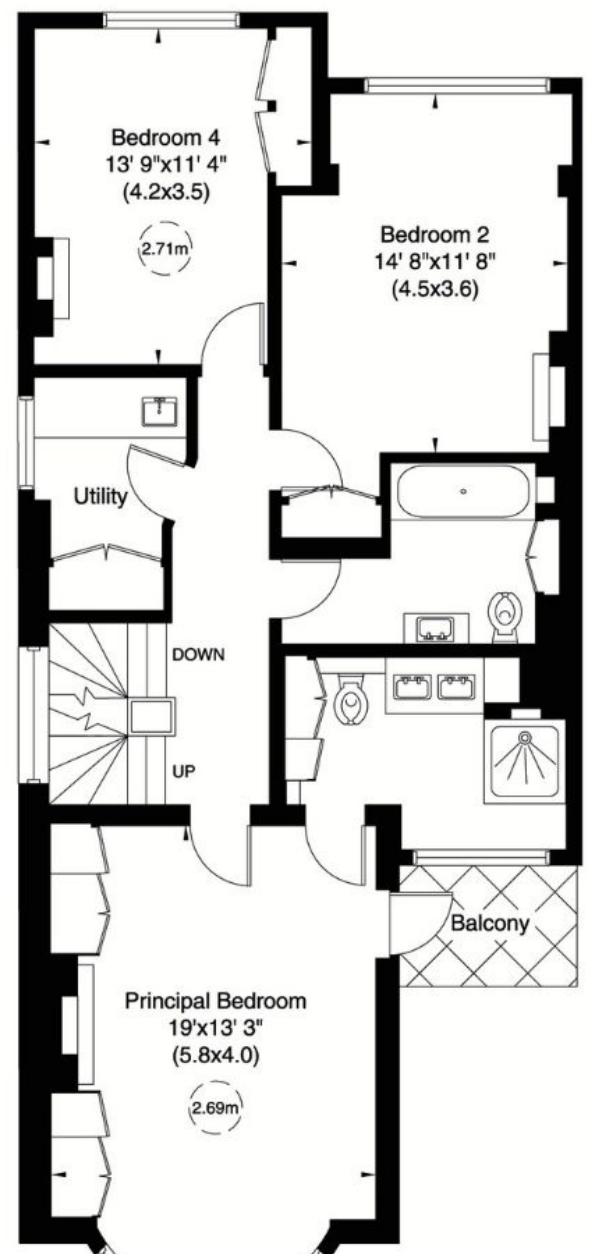 Bedroom 4
13' 9"x11' 4"
(4.2x3.5)
2.71m
Bedroom 2
14' 8"x11' 8"
(4.5x3.6)
Utility
DOWN
UP
Balcony
Principal Bedroom
19'x13' 3"
(5.8x4.0)
2.69m